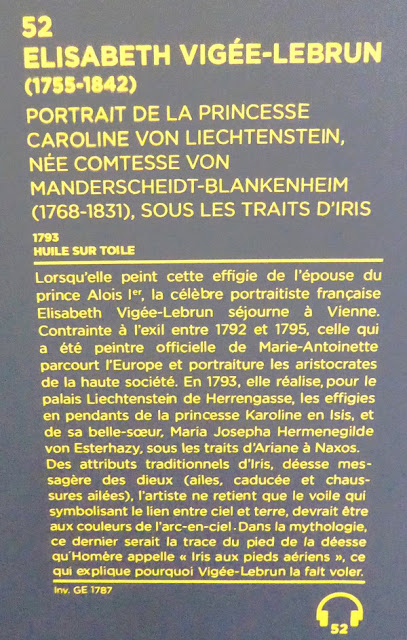 52
ELISABETH VIGÉE-LEBRUN
(1755-1842)
PORTRAIT DE LA PRINCESSE
CAROLINE VON LIECHTENSTEIN,
NÉE COMTESSE VON
MANDERSCHEIDT-BLANKENHEIM
(1768-1831), SOUS LES TRAITS D'IRIS
1793
HUILE SUR TOILE
Lorsqu'elle peint cette effigie de l'épouse du
prince Alois Ier, la célèbre portraitiste française
Elisabeth Vigée-Lebrun séjourne à Vienne.
Contrainte à l'exil entre 1792 et 1795, celle qui
a été peintre officielle de Marie-Antoinette
parcourt l'Europe et portraiture les aristocrates
de la haute société. En 1793, elle réalise, pour le
palais Liechtenstein de Herrengasse, les effigies
en pendants de la princesse Karoline en Isis, et
de sa belle-sœur, Maria Josepha Hermenegilde
von Esterhazy, sous les traits d'Ariane à Naxos.
Des attributs traditionnels d'Iris, déesse mes-
sagère des dieux (ailes, caducée et chaus-
sures ailées), l'artiste ne retient que le voile qui
symbolisant le lien entre ciel et terre, devrait être
aux couleurs de l'arc-en-ciel. Dans la mythologie,
ce dernier serait la trace du pied de la déesse
qu'Homère appelle « Iris aux pieds aériens », ce
qui explique pourquoi Vigée-Lebrun la fait voler.
Inv. GE 1787
52